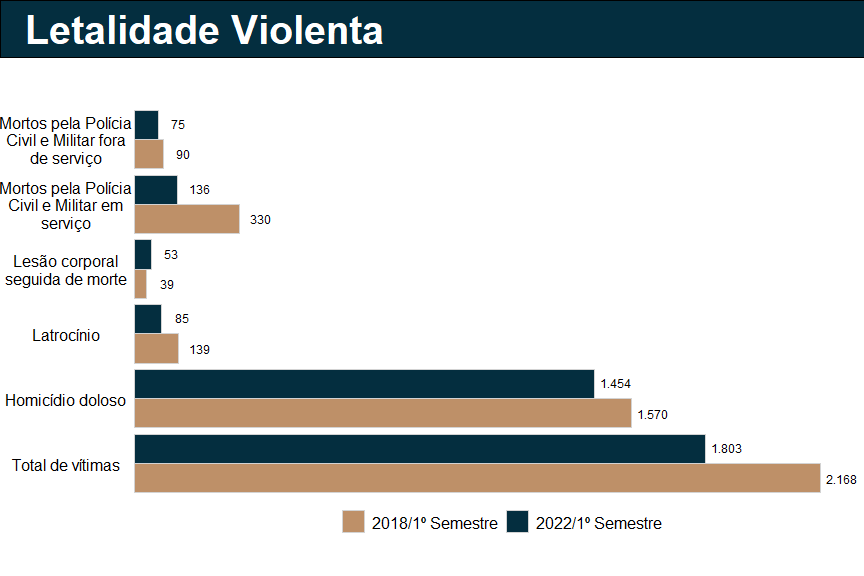 Letalidade Violenta
Mortos pela Polícia
Civil e Militar fora
de serviço
75
90
Mortos pela Polícia
Civil e Militar em
serviço
136
330
Lesão corporal
seguida de morte
53
39
Latrocínio
85
139
Homicídio doloso
1.454
1.570
Total de vítimas
1.803
2.168
2018/1º Semestre 2022/1º Semestre